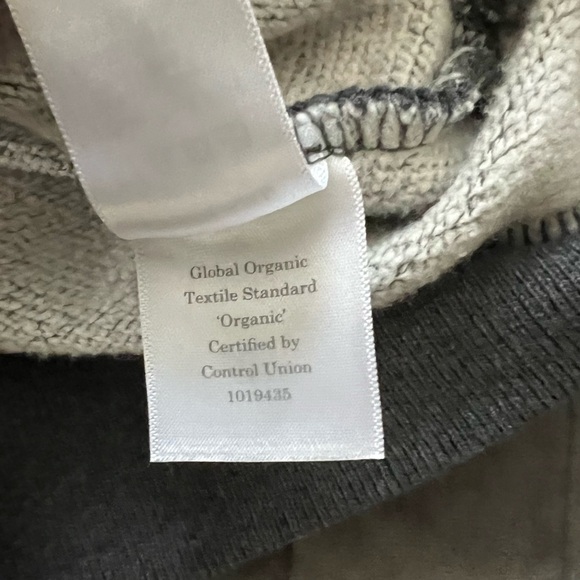 Global Organic
Textile Standard
‘Organic’
Certified by
Control Union
1019435